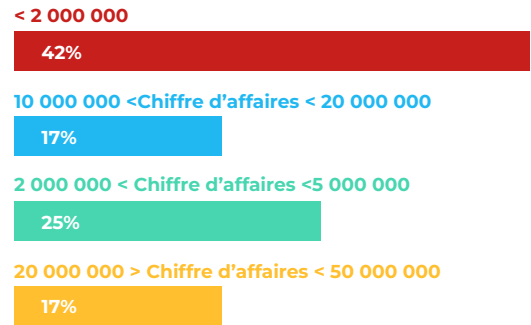 < 2 000 000
42%
10 000 000 <Chiffre d’affaires < 20 000 000
17%
2 000 000 < Chiffre d’affaires <5 000 000
25%
20 000 000 > Chiffre d’affaires < 50 000 000
17%